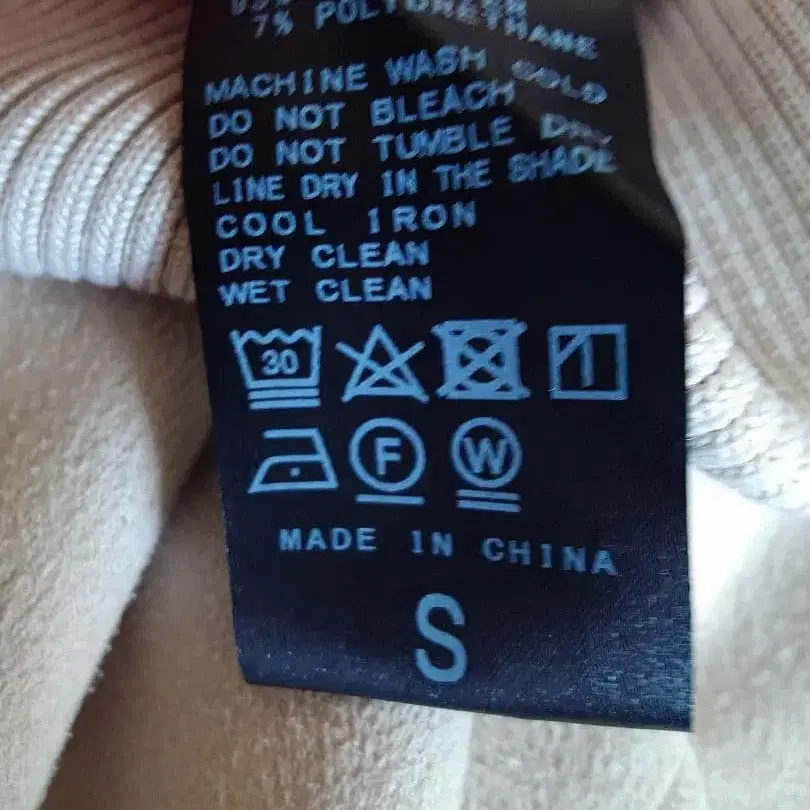 7% POLYURETHANE
MACHINE WASH COLD
DO NOT BLEACH
DO NOT TUMBLE DRY
LINE DRY IN THE SHADE
COOL IRON
DRY CLEAN
WET CLEAN
30
F W
MADE IN CHINA
S